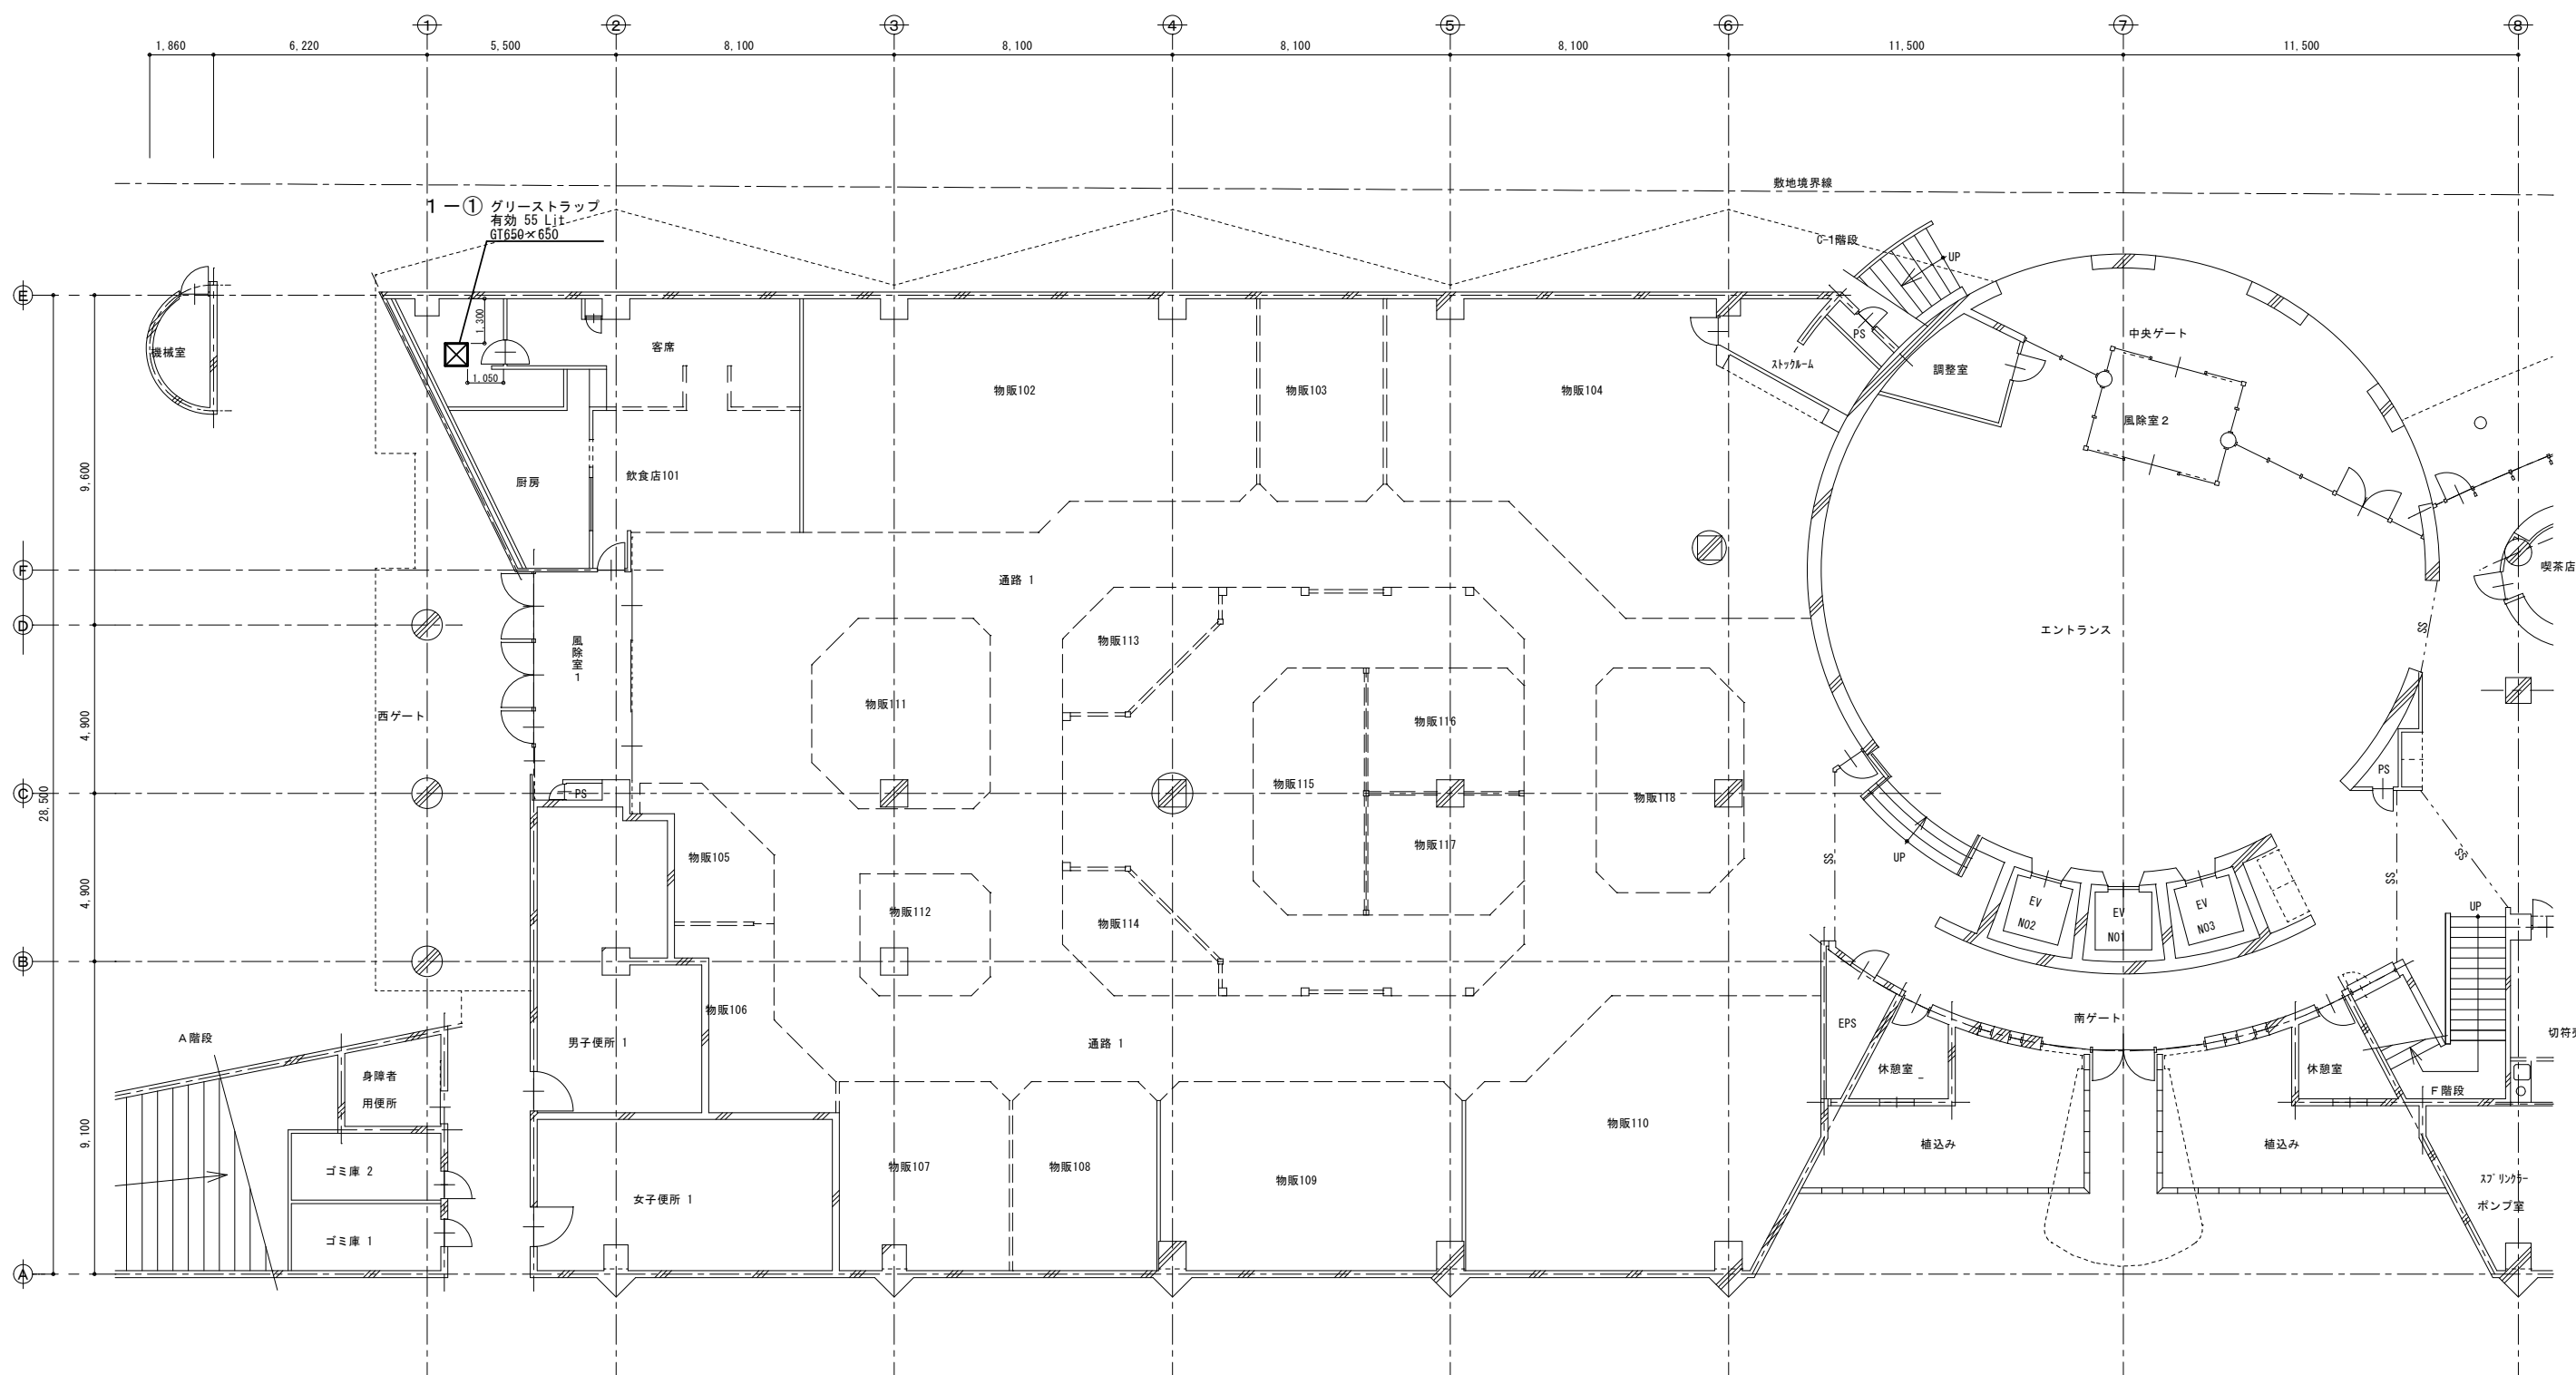 ① ② ③ ④ ⑤ ⑥ ⑦ ⑧
1,860 6,220 5,500 8,100 8,100 8,100 8,100 11,500 11,500
敷地境界線
1-① グリーストラップ
有効 55 Lit
GT650×650
C-1階段
UP
Ⓔ
1,300
機械室
客席
PS
中央ゲート
ストックルーム
調整室
1,050
物販102
物販103
物販104
風除室2
9,600
厨房
飲食店101
Ⓕ
通路 1
喫茶店
Ⓓ
風除室1
物販113
エントランス
SS
西ゲート
4,900
物販111
物販116
Ⓒ
28,500
PS
物販115
物販118
PS
物販105
物販117
SS
UP
SS
SS
4,900
物販112
物販114
EV
NO2
EV
NO1
EV
NO3
UP
Ⓑ
物販106
A階段
男子便所 1
通路 1
EPS
南ゲート
切符売
身障者
用便所
休憩室
休憩室
F階段
9,100
物販110
植込み
植込み
ゴミ庫 2
女子便所 1
物販107
物販108
物販109
スプリンクラー
ポンプ室
ゴミ庫 1
Ⓐ